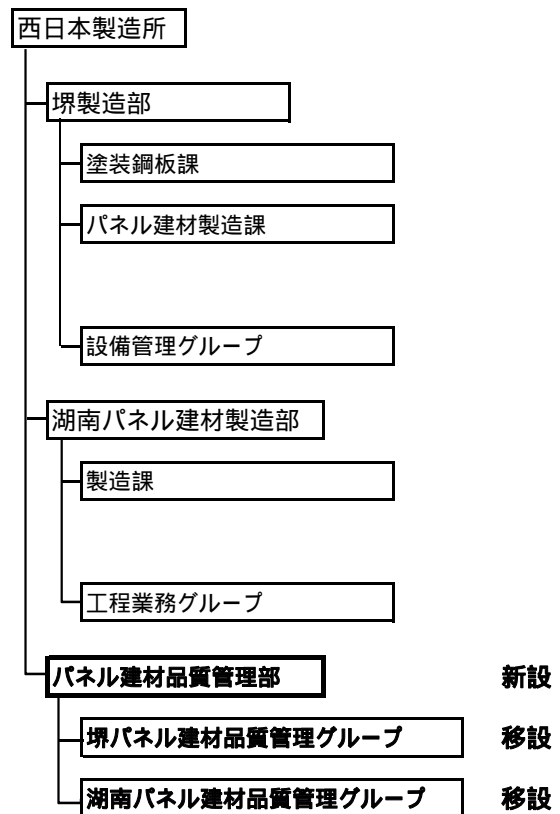 西日本製造所
堺製造部
塗装鋼板課
パネル建材製造課
設備管理グループ
湖南パネル建材製造部
製造課
工程業務グループ
パネル建材品質管理部 新設
堺パネル建材品質管理グループ 移設
湖南パネル建材品質管理グループ 移設